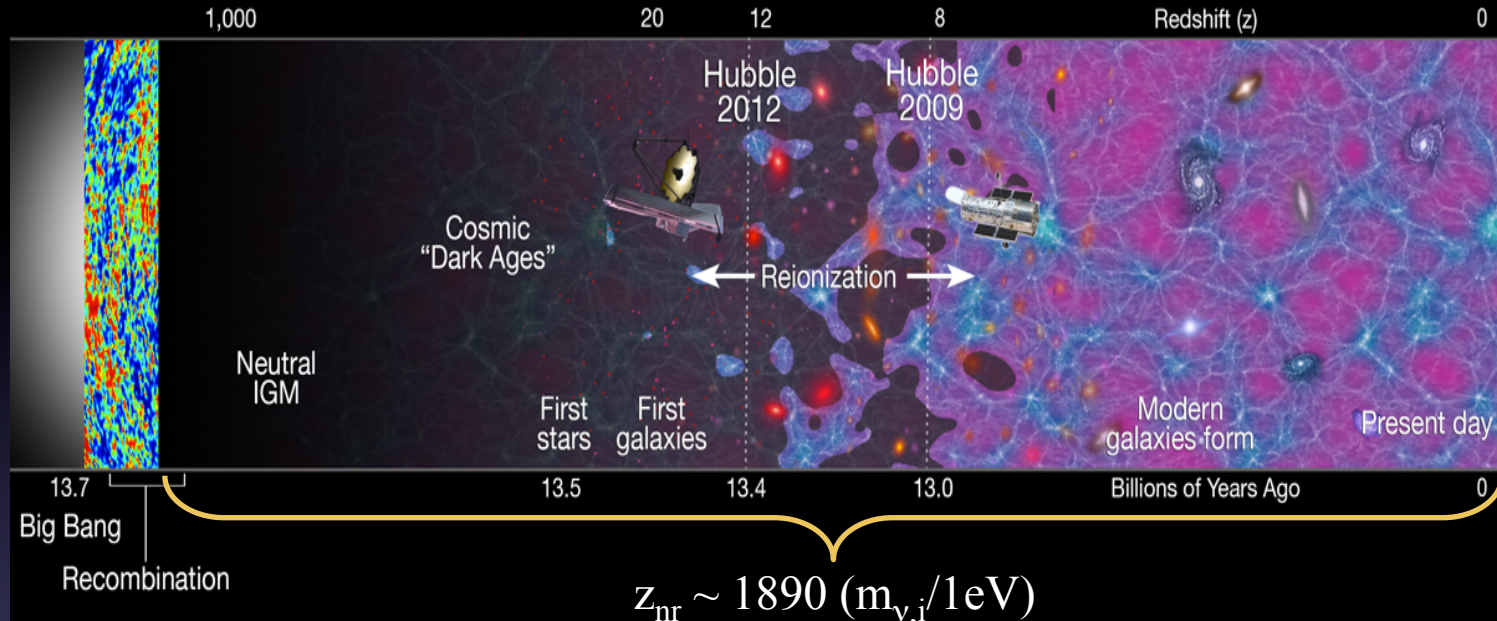 1,000 20 12 8 Redshift (z) 0
Hubble
2012
Hubble
2009
Cosmic
“Dark Ages”
Reionization
Neutral
IGM
First
stars
First
galaxies
Modern
galaxies form
Present day
13.7 13.5 13.4 13.0 Billions of Years Ago 0
Big Bang
Recombination
z_nr ~ 1890 (m_ν,i/1eV)